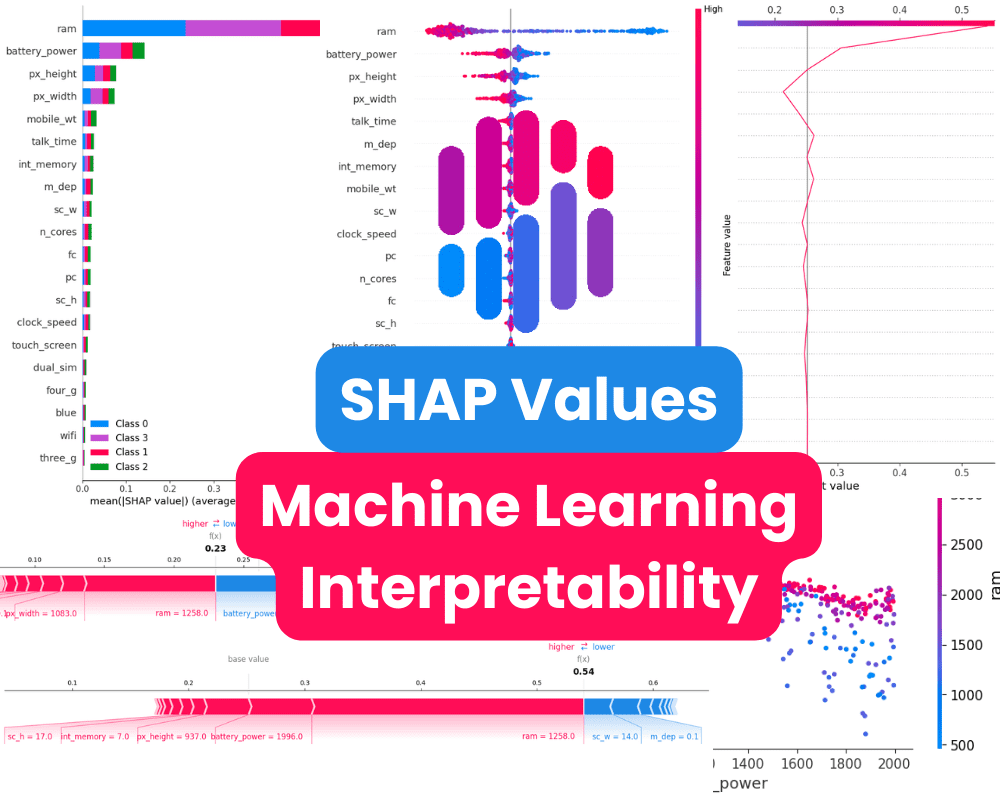 ram
battery_power
px_height
px_width
mobile_wt
talk_time
int_memory
m_dep
sc_w
n_cores
fc
pc
sc_h
clock_speed
touch_screen
dual_sim
four_g
blue
wifi
three_g
Class 0
Class 3
Class 1
Class 2
0.0 0.1 0.2 0.3
mean(|SHAP value|) (average
High
ram
battery_power
px_height
px_width
talk_time
m_dep
int_memory
mobile_wt
sc_w
clock_speed
pc
n_cores
fc
sc_h
touch_screen
Feature value
0.2 0.3 0.4 0.5
0.3 0.4 0.5
t value
SHAP Values
Machine Learning
Interpretability
higher ⇄ low
f(x)
0.23
0.10 0.15 0.20 0.25
px_width = 1083.0 ram = 1258.0 battery_powe
higher ⇄ lower
base value f(x)
0.54
0.1 0.2 0.3 0.4 0.5 0.6
sc_h = 17.0 int_memory = 7.0 px_height = 937.0 battery_power = 1996.0 ram = 1258.0 sc_w = 14.0 m_dep = 0.1
2500
2000
1500
1000
500
ram
1400 1600 1800 2000
_power